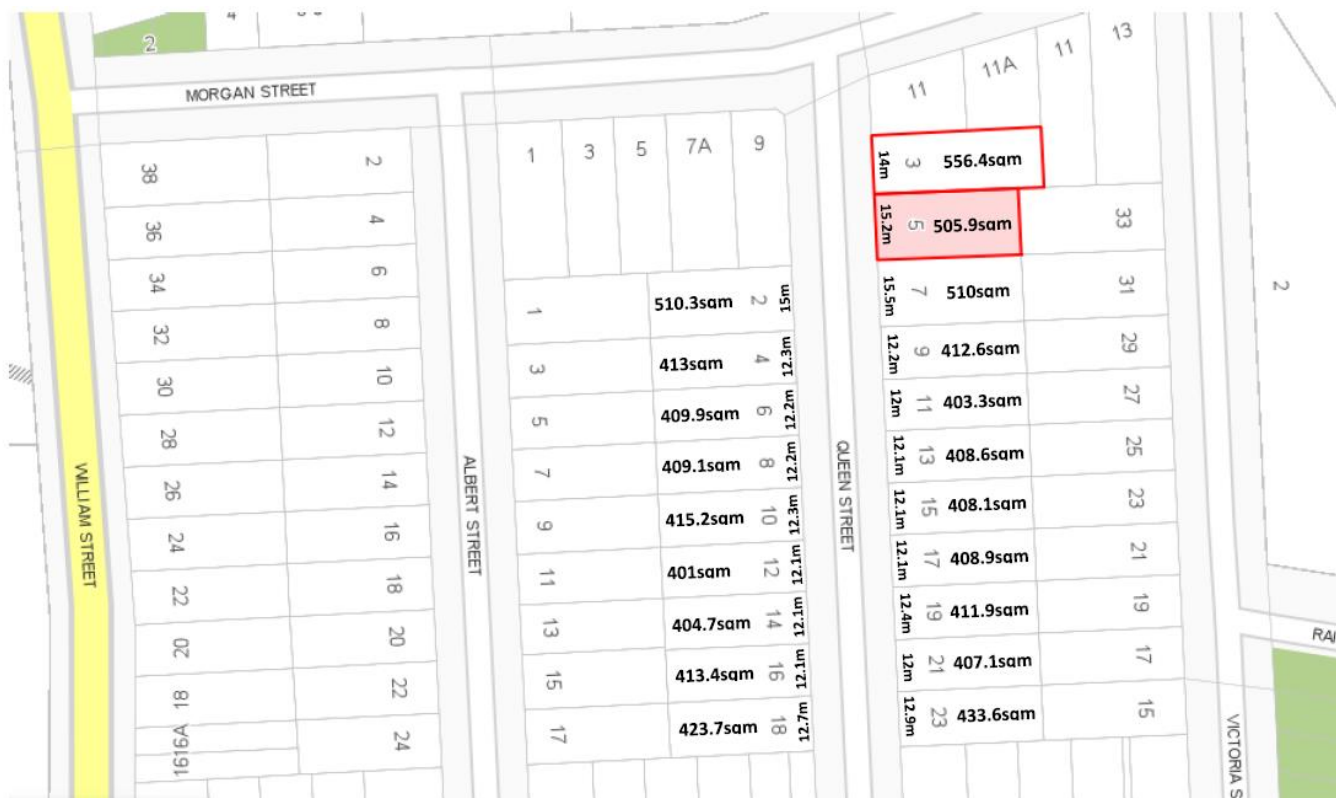 2
MORGAN STREET
13
11
11A
11
38
2
1
3
5
7A
9
14m
3
556.4sqm
36
4
15.2m
5
505.9sqm
33
34
6
1
510.3sqm
2
15m
15.5m
7
510sqm
31
2
32
8
3
413sqm
4
12.3m
12.2m
9
412.6sqm
29
30
10
5
409.9sqm
6
12.2m
12m
11
403.3sqm
27
28
12
7
409.1sqm
8
12.2m
12.1m
13
408.6sqm
25
26
14
9
415.2sqm
10
12.3m
12.1m
15
408.1sqm
23
24
16
11
401sqm
12
12.1m
12.1m
17
408.9sqm
21
22
18
13
404.7sqm
14
12.1m
12.4m
19
411.9sqm
19
20
20
15
413.4sqm
16
12.1m
12m
21
407.1sqm
17
18
22
17
423.7sqm
18
12.7m
12.9m
23
433.6sqm
15
16A
16
24
WILLIAM STREET
ALBERT STREET
QUEEN STREET
VICTORIA S
RAI